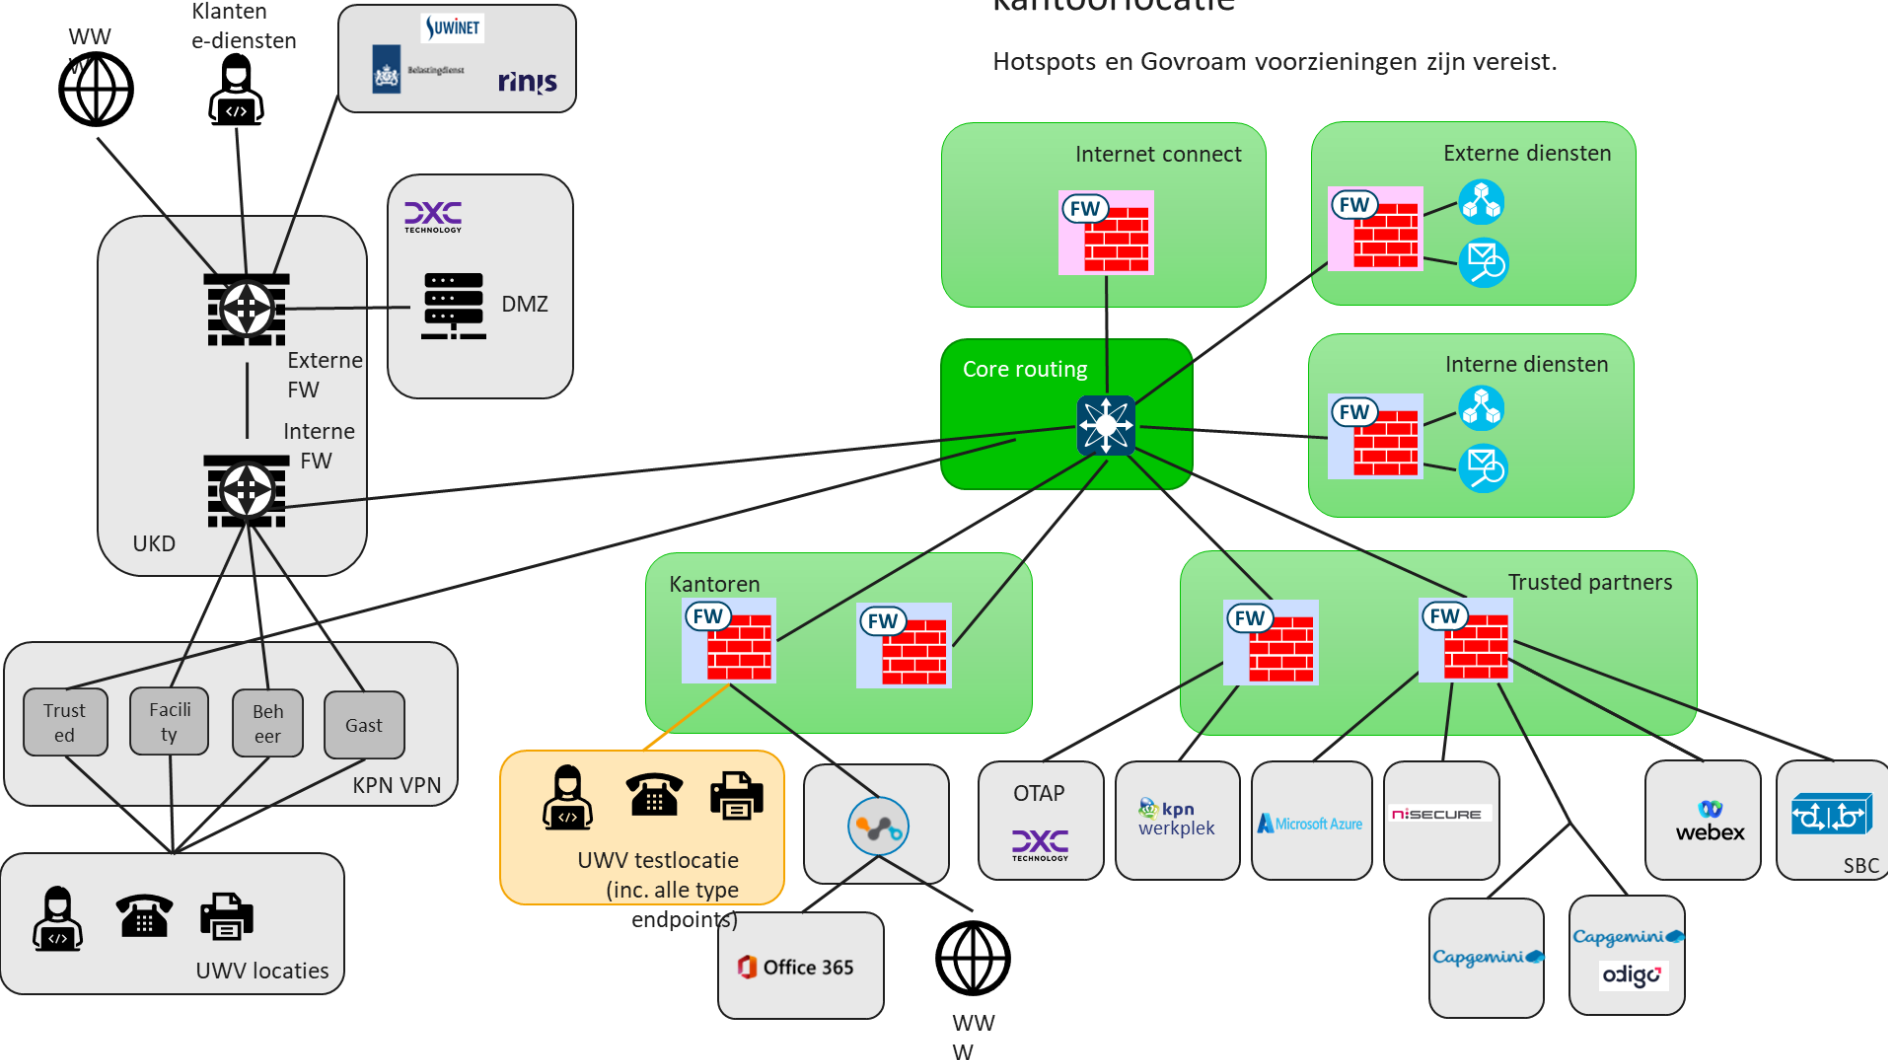 kantoorlocatie
Hotspots en Govroam voorzieningen zijn vereist.
WW
W
Klanten
e-diensten
SUWINET
Belastingdienst
rinis
DXC
TECHNOLOGY
DMZ
Externe
FW
Interne
FW
UKD
Internet connect
FW
Externe diensten
FW
Core routing
Interne diensten
FW
Kantoren
FW
FW
Trusted partners
FW
FW
Trust
ed
Facili
ty
Beh
eer
Gast
KPN VPN
UWV locaties
UWV testlocatie
(inc. alle type
endpoints)
Office 365
WW
W
OTAP
DXC
TECHNOLOGY
kpn
werkplek
Microsoft Azure
nisecure
webex
d|b
SBC
Capgemini
Capgemini
odigo